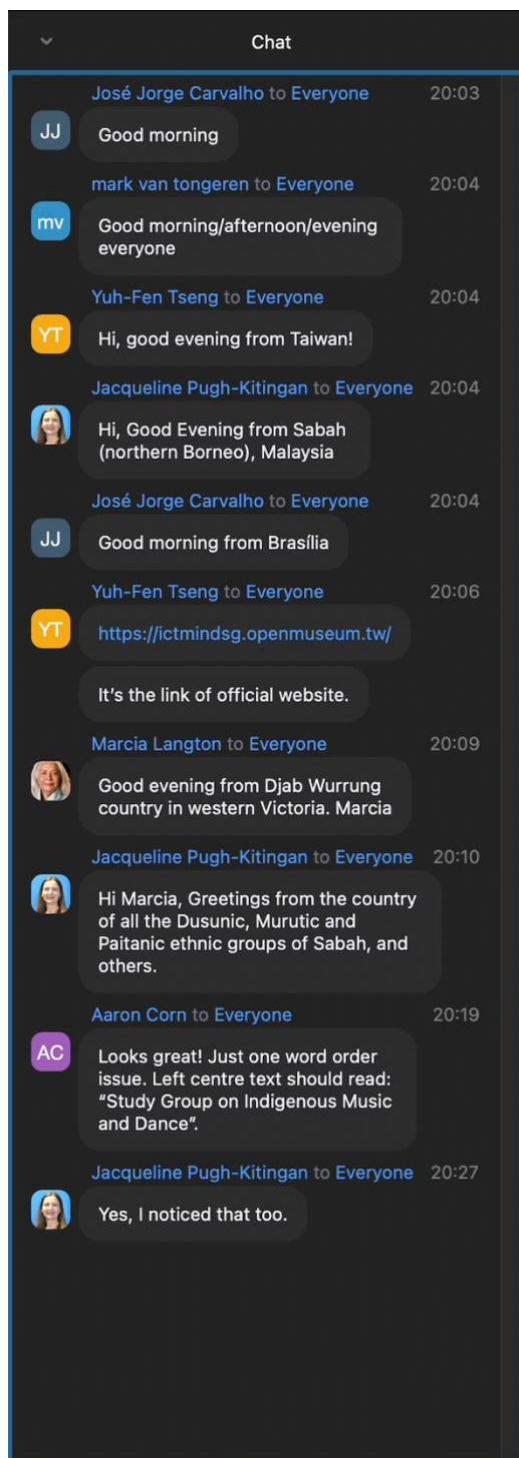 Chat
José Jorge Carvalho to Everyone 20:03
JJ
Good morning
mark van tongeren to Everyone 20:04
mv
Good morning/afternoon/evening
everyone
Yuh-Fen Tseng to Everyone 20:04
YT
Hi, good evening from Taiwan!
Jacqueline Pugh-Kitingan to Everyone 20:04
Hi, Good Evening from Sabah
(northern Borneo), Malaysia
José Jorge Carvalho to Everyone 20:04
JJ
Good morning from Brasília
Yuh-Fen Tseng to Everyone 20:06
YT
https://ictmindsg.openmuseum.tw/
It's the link of official website.
Marcia Langton to Everyone 20:09
Good evening from Djab Wurrung
country in western Victoria. Marcia
Jacqueline Pugh-Kitingan to Everyone 20:10
Hi Marcia, Greetings from the country
of all the Dusunic, Murutic and
Paitanic ethnic groups of Sabah, and
others.
Aaron Corn to Everyone 20:19
AC
Looks great! Just one word order
issue. Left centre text should read:
“Study Group on Indigenous Music
and Dance”.
Jacqueline Pugh-Kitingan to Everyone 20:27
Yes, I noticed that too.